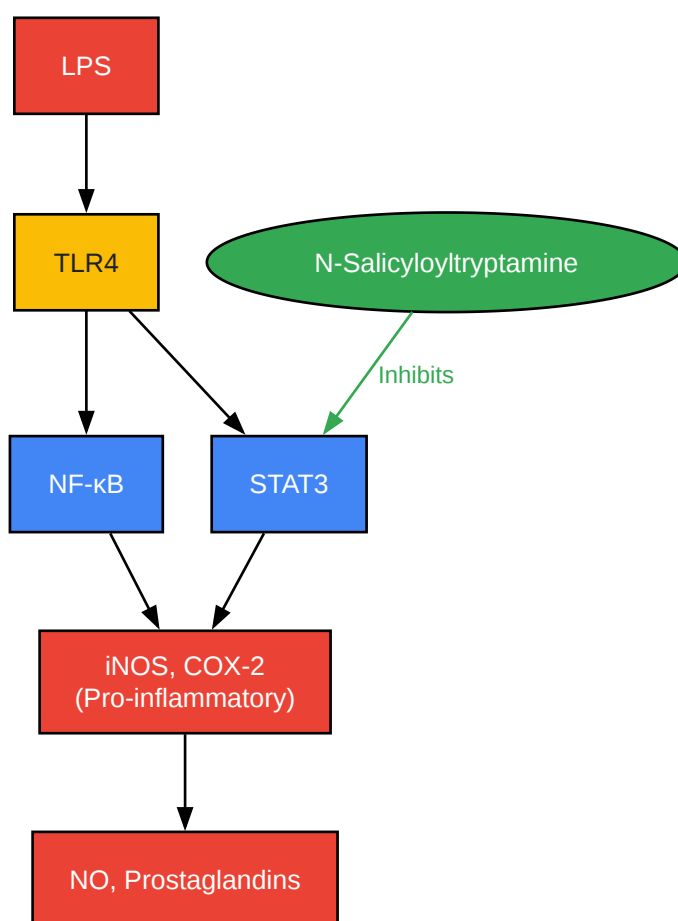 LPS
TLR4
N-Salicyloyltryptamine
Inhibits
NF-κB
STAT3
iNOS, COX-2
(Pro-inflammatory)
NO, Prostaglandins